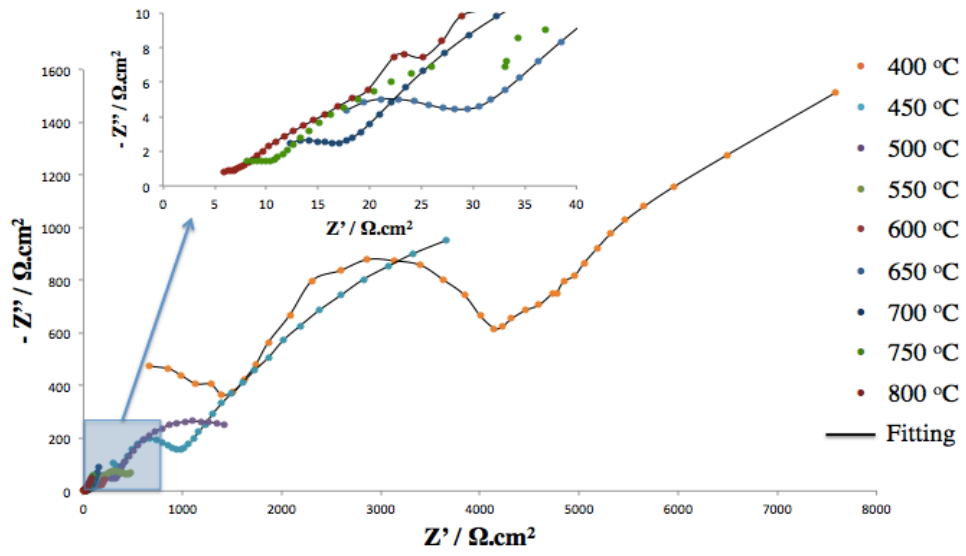 10
8
6
4
2
0
- Z” / Ω.cm2
0 5 10 15 20 25 30 35 40
Z’ / Ω.cm2
1600
1400
1200
1000
800
600
400
200
0
- Z” / Ω.cm2
0 1000 2000 3000 4000 5000 6000 7000 8000
Z’ / Ω.cm2
400 °C
450 °C
500 °C
550 °C
600 °C
650 °C
700 °C
750 °C
800 °C
Fitting